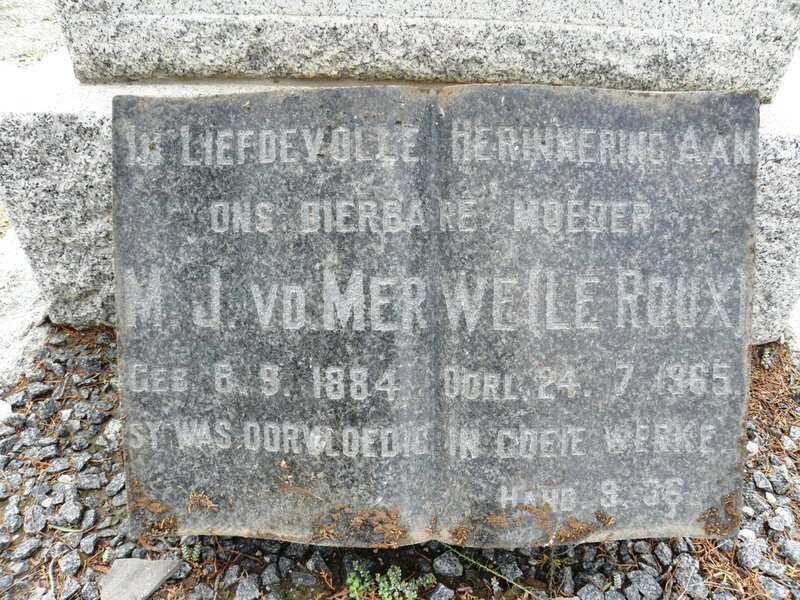 IN LIEFDEVOLLE HERINNERING AAN
ONS DIERBARE MOEDER
M. J. VD. MERWE (LE ROUX)
GEB. 6. 9. 1884 OORL. 24. 7. 1965.
SY WAS OORVLOEDIG IN GOEIE WERKE.
HAND. 9. 36.